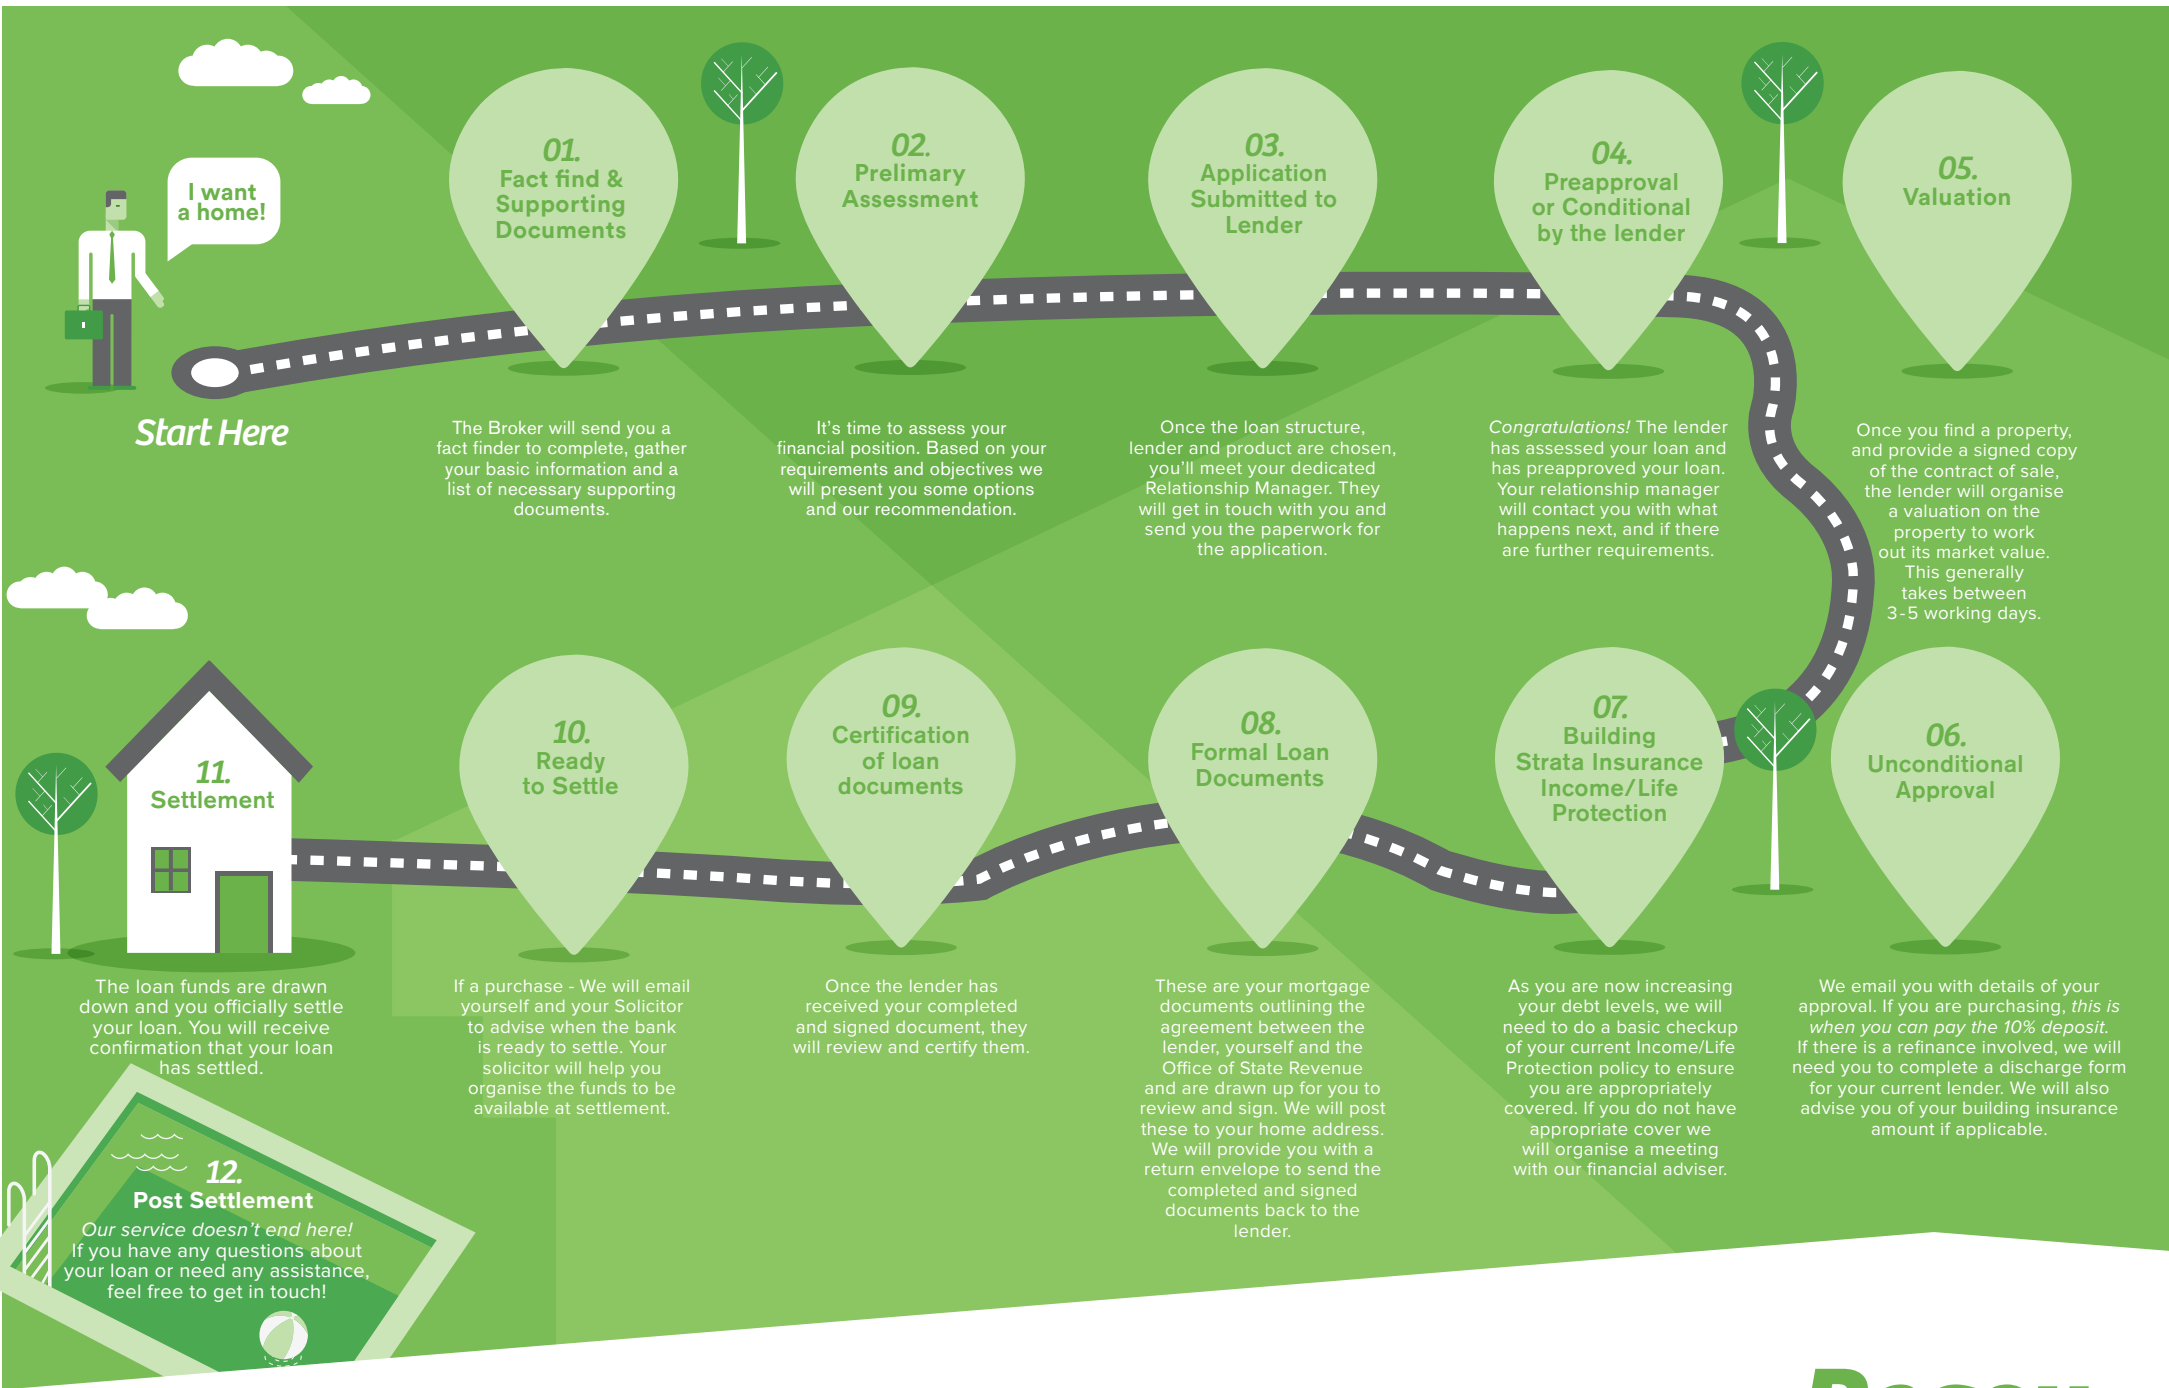 I want
a home!
Start Here
01.
Fact find &
Supporting
Documents
The Broker will send you a
fact finder to complete, gather
your basic information and a
list of necessary supporting
documents.
02.
Prelimary
Assessment
It's time to assess your
financial position. Based on your
requirements and objectives we
will present you some options
and our recommendation.
03.
Application
Submitted to
Lender
Once the loan structure,
lender and product are chosen,
you'll meet your dedicated
Relationship Manager. They
will get in touch with you and
send you the paperwork for
the application.
04.
Preapproval
or Conditional
by the lender
Congratulations! The lender
has assessed your loan and
has preapproved your loan.
Your relationship manager
will contact you with what
happens next, and if there
are further requirements.
05.
Valuation
Once you find a property,
and provide a signed copy
of the contract of sale,
the lender will organise
a valuation on the
property to work
out its market value.
This generally
takes between
3-5 working days.
06.
Unconditional
Approval
We email you with details of your
approval. If you are purchasing, this is
when you can pay the 10% deposit.
If there is a refinance involved, we will
need you to complete a discharge form
for your current lender. We will also
advise you of your building insurance
amount if applicable.
07.
Building
Strata Insurance
Income/Life
Protection
As you are now increasing
your debt levels, we will
need to do a basic checkup
of your current Income/Life
Protection policy to ensure
you are appropriately
covered. If you do not have
appropriate cover we
will organise a meeting
with our financial adviser.
08.
Formal Loan
Documents
These are your mortgage
documents outlining the
agreement between the
lender, yourself and the
Office of State Revenue
and are drawn up for you to
review and sign. We will post
these to your home address.
We will provide you with a
return envelope to send the
completed and signed
documents back to the
lender.
09.
Certification
of loan
documents
Once the lender has
received your completed
and signed document, they
will review and certify them.
10.
Ready
to Settle
If a purchase - We will email
yourself and your Solicitor
to advise when the bank
is ready to settle. Your
solicitor will help you
organise the funds to be
available at settlement.
11.
Settlement
The loan funds are drawn
down and you officially settle
your loan. You will receive
confirmation that your loan
has settled.
12.
Post Settlement
Our service doesn't end here!
If you have any questions about
your loan or need any assistance,
feel free to get in touch!